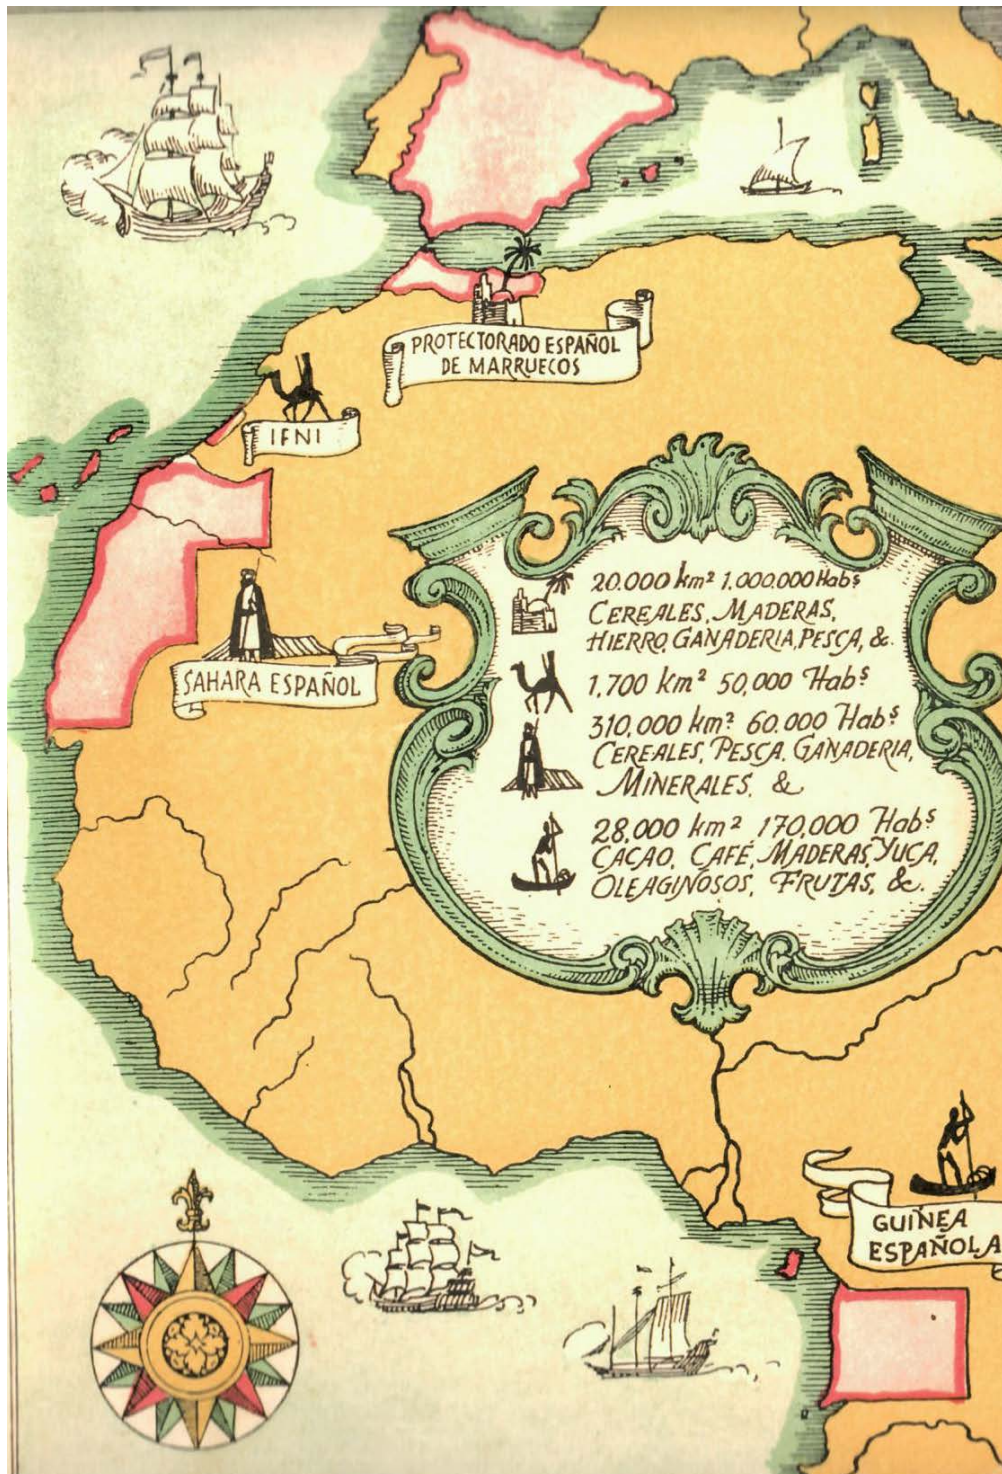 PROTECTORADO ESPAÑOL
DE MARRUECOS
IFNI
SAHARA ESPAÑOL
20.000 km² 1.000.000 Habˢ
CEREALES, MADERAS,
HIERRO, GANADERIA, PESCA, &.
1,700 km² 50,000 Habˢ
310.000 km² 60.000 Habˢ
CEREALES, PESCA. GANADERIA,
MINERALES, &
28,000 km² 170,000 Habˢ
CACAO, CAFÉ, MADERAS, YUCA,
OLEAGINOSOS, FRUTAS, &.
GUINEA
ESPAÑOLA